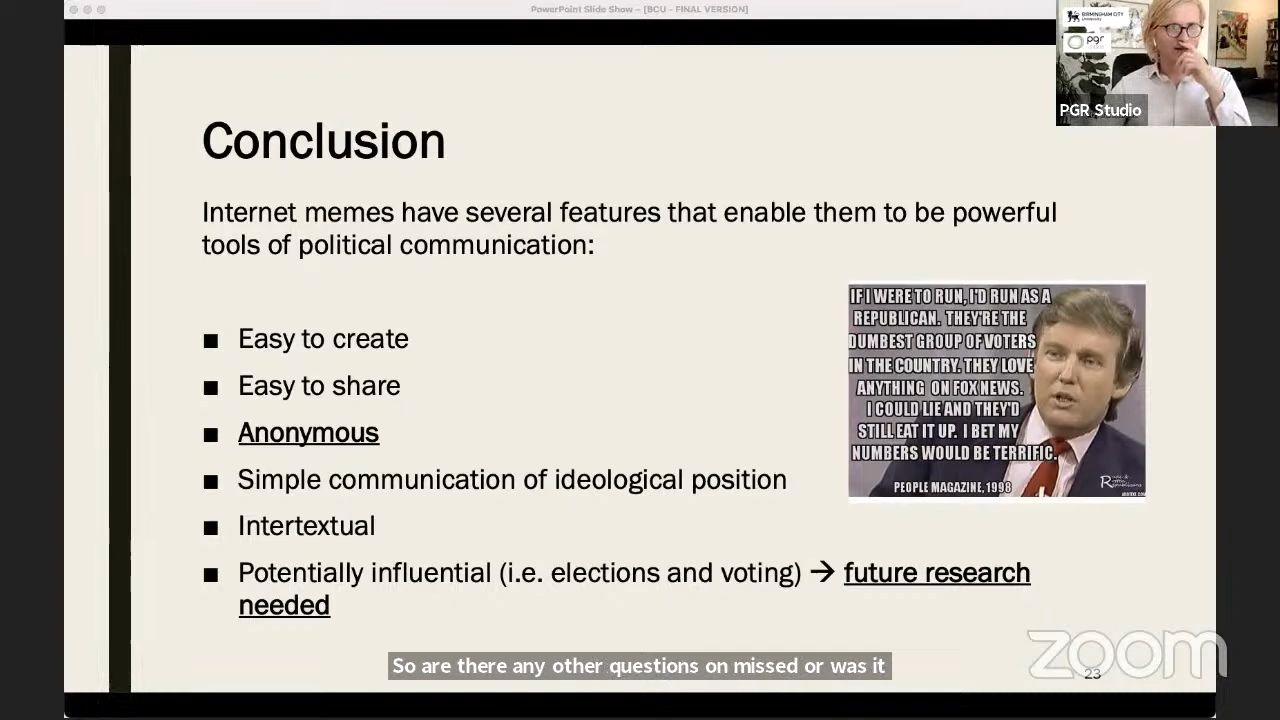 PowerPoint Slide Show – [BCU - FINAL VERSION]
BIRMINGHAM CITY
University
pgr
PGR Studio
Conclusion
Internet memes have several features that enable them to be powerful
tools of political communication:
■ Easy to create
■ Easy to share
■ Anonymous
■ Simple communication of ideological position
■ Intertextual
■ Potentially influential (i.e. elections and voting) → future research
needed
IF I WERE TO RUN, I'D RUN AS A
REPUBLICAN. THEY'RE THE
DUMBEST GROUP OF VOTERS
IN THE COUNTRY. THEY LOVE
ANYTHING ON FOX NEWS.
I COULD LIE AND THEY'D
STILL EAT IT UP. I BET MY
NUMBERS WOULD BE TERRIFIC.
PEOPLE MAGAZINE, 1998
So are there any other questions on missed or was it
zoom
23